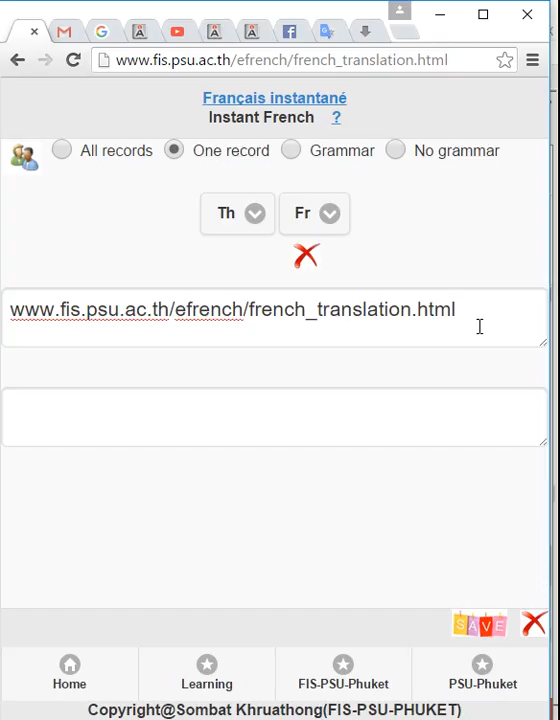 www.fis.psu.ac.th/efrench/french_translation.html
Français instantané
Instant French ?
All records One record Grammar No grammar
Th Fr
www.fis.psu.ac.th/efrench/french_translation.html
SAVE
Home Learning FIS-PSU-Phuket PSU-Phuket
Copyright@Sombat Khruathong(FIS-PSU-PHUKET)